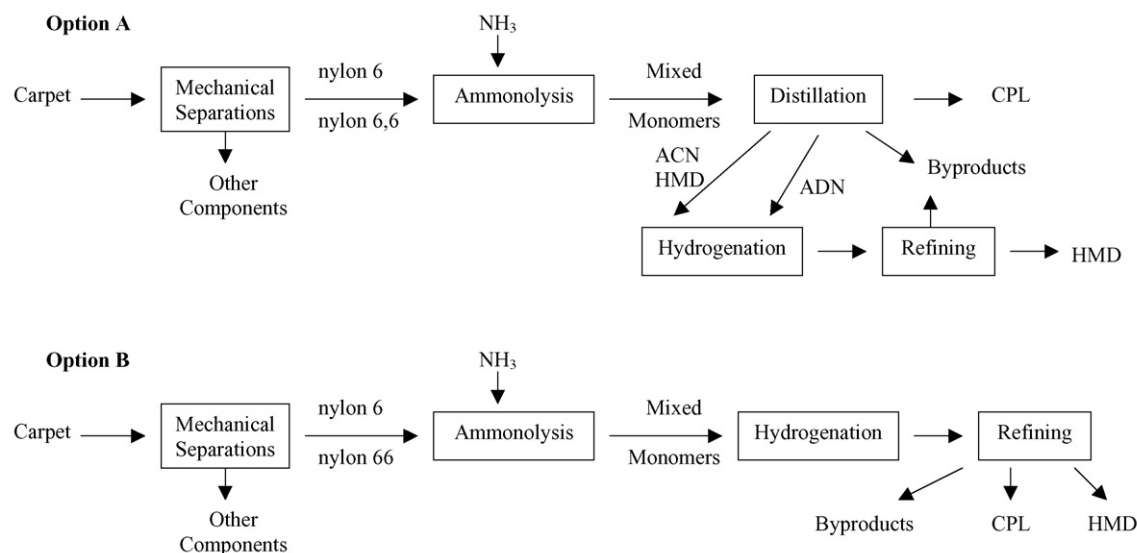 Option A
NH₃
Carpet
Mechanical
Separations
nylon 6
nylon 6,6
Ammonolysis
Mixed
Monomers
Distillation
CPL
Other
Components
ACN
HMD
ADN
Byproducts
Hydrogenation
Refining
HMD
Option B
NH₃
Carpet
Mechanical
Separations
nylon 6
nylon 66
Ammonolysis
Mixed
Monomers
Hydrogenation
Refining
Other
Components
Byproducts
CPL
HMD